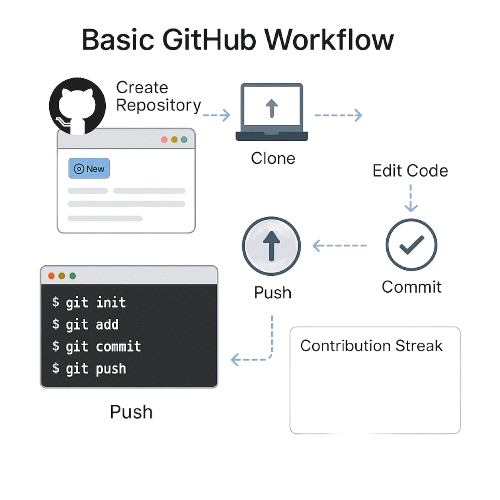 Basic GitHub Workflow
Create
Repository
New
Clone
Edit Code
Commit
Push
$ git init
$ git add
$ git commit
$ git push
Push
Contribution Streak